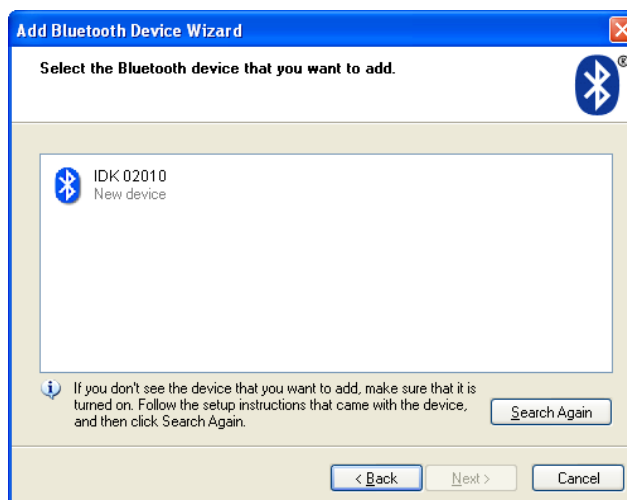 Add Bluetooth Device Wizard
Select the Bluetooth device that you want to add.
®
IDK 02010
New device
If you don't see the device that you want to add, make sure that it is
turned on. Follow the setup instructions that came with the device,
and then click Search Again.
Search Again
< Back
Next >
Cancel